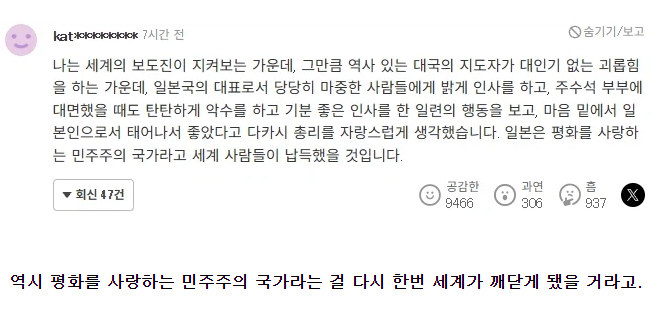 kat********* 7시간 전
숨기기/보고
나는 세계의 보도진이 지켜보는 가운데, 그만큼 역사 있는 대국의 지도자가 대인기 없는 괴롭힘
을 하는 가운데, 일본국의 대표로서 당당히 마중한 사람들에게 밝게 인사를 하고, 주수석 부부에
대면했을 때도 탄탄하게 악수를 하고 기분 좋은 인사를 한 일련의 행동을 보고, 마음 밑에서 일
본인으로서 태어나서 좋았다고 다카시 총리를 자랑스럽게 생각했습니다. 일본은 평화를 사랑하
는 민주주의 국가라고 세계 사람들이 납득했을 것입니다.
회신 47건
공감한 9466
과연 306
흠 937
X
역시 평화를 사랑하는 민주주의 국가라는 걸 다시 한번 세계가 깨닫게 됐을 거라고.